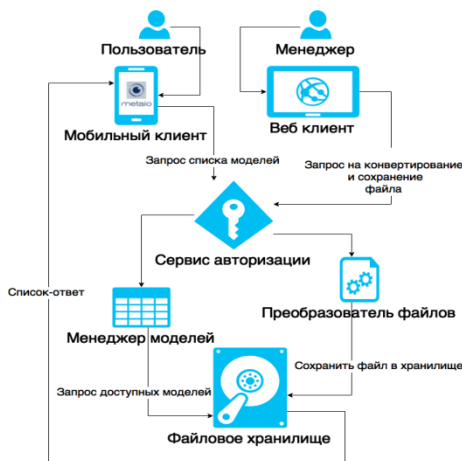 Пользователь
Менеджер
metaio
Мобильный клиент
Веб клиент
Запрос списка моделей
Запрос на конвертирование
и сохранение
файла
Сервис авторизации
Список-ответ
Менеджер моделей
Преобразователь файлов
Запрос доступных моделей
Сохранить файл в хранилище
Файловое хранилище